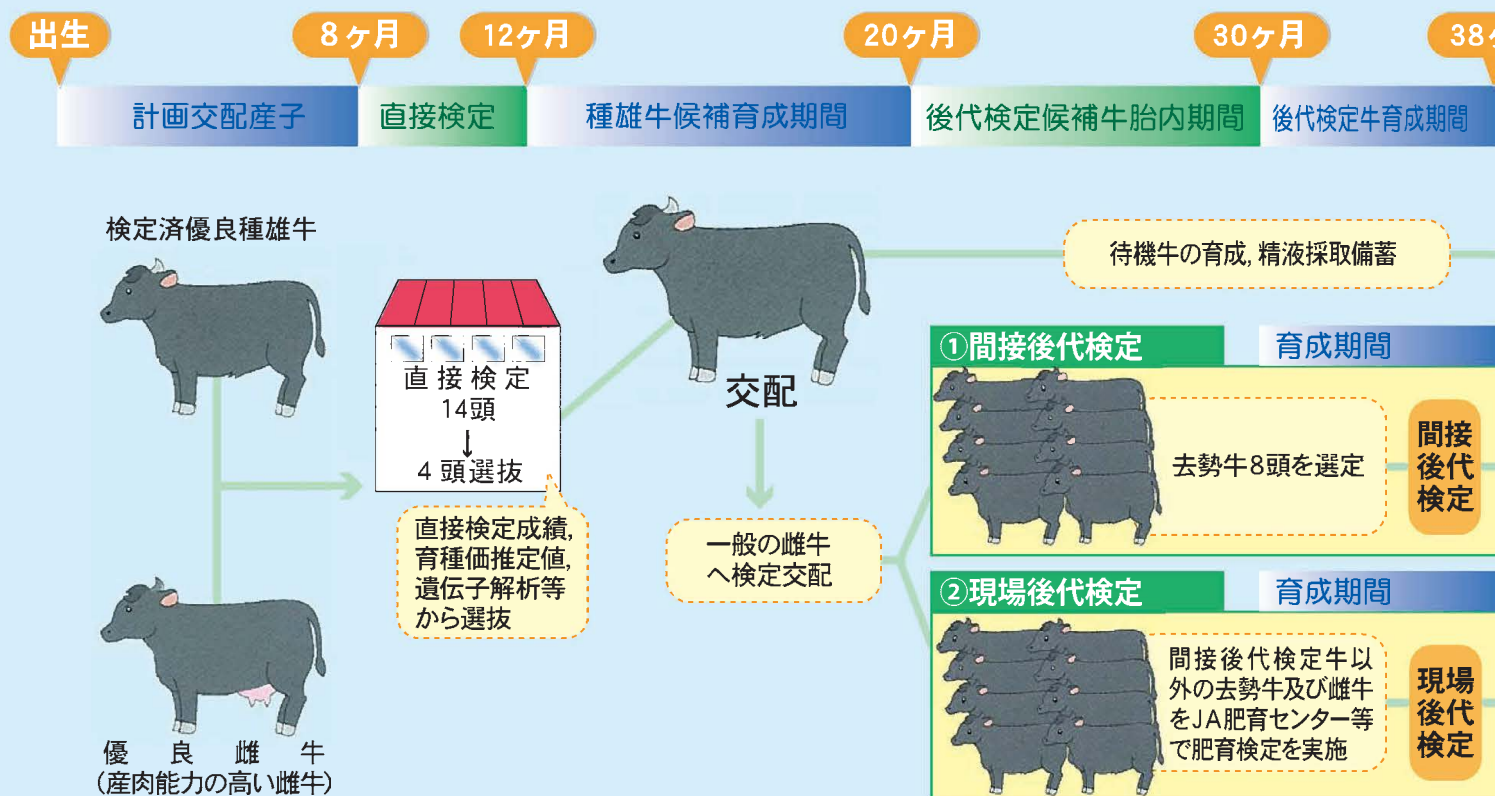 出生
8ヶ月
12ヶ月
20ヶ月
30ヶ月
38
計画交配産子
直接検定
種雄牛候補育成期間
後代検定候補牛胎内期間
後代検定牛育成期間
検定済優良種雄牛
優良雌牛
(産肉能力の高い雌牛)
直接検定
14頭
↓
4頭選抜
直接検定成績,
育種価推定値,
遺伝子解析等
から選抜
交配
一般の雌牛
へ検定交配
待機牛の育成,精液採取備蓄
①間接後代検定
育成期間
去勢牛8頭を選定
間接
後代
検定
②現場後代検定
育成期間
間接後代検定牛以
外の去勢牛及び雌牛
をJA肥育センター等
で肥育検定を実施
現場
後代
検定